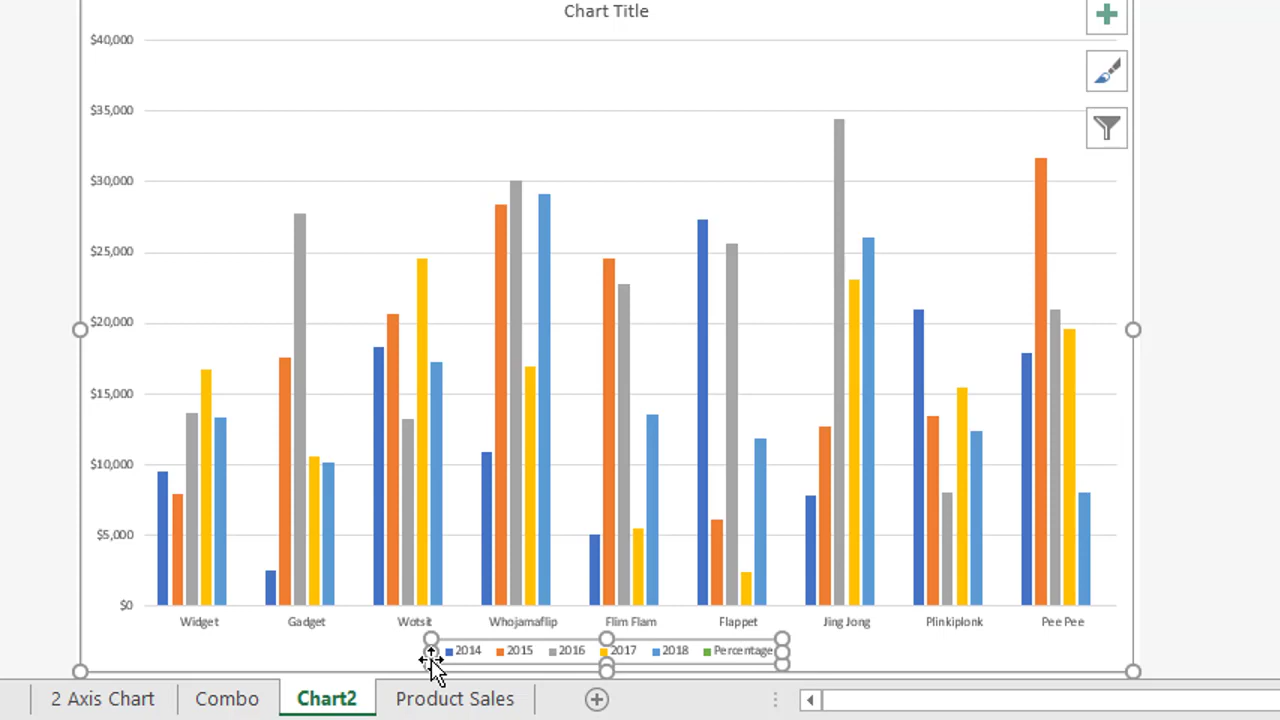 Chart Title
$40,000
$35,000
$30,000
$25,000
$20,000
$15,000
$10,000
$5,000
$0
Widget Gadget Wotsit Whojamaflip Flim Flam Flappet Jing Jong Plinkiplonk Pee Pee
2014 2015 2016 2017 2018 Percentage
2 Axis Chart Combo Chart2 Product Sales